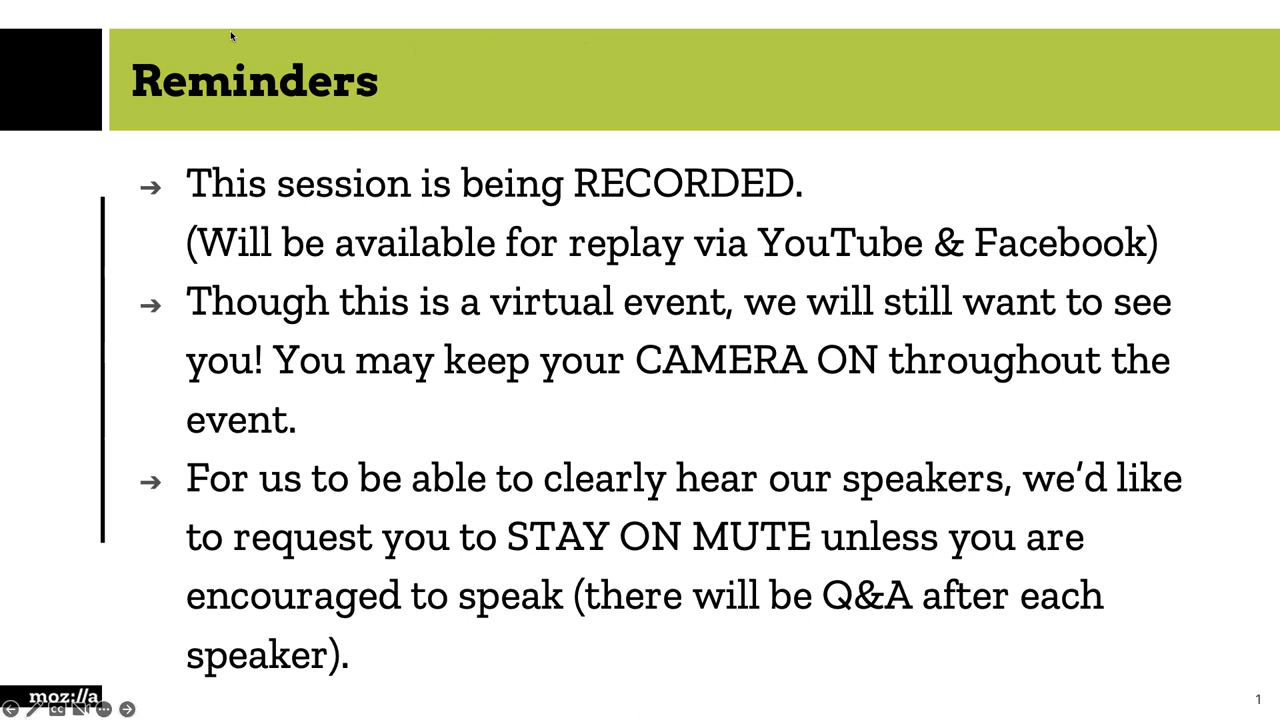 Reminders
➔ This session is being RECORDED.
(Will be available for replay via YouTube & Facebook)
➔ Though this is a virtual event, we will still want to see
you! You may keep your CAMERA ON throughout the
event.
➔ For us to be able to clearly hear our speakers, we’d like
to request you to STAY ON MUTE unless you are
encouraged to speak (there will be Q&A after each
speaker).
moz://a
CC
1